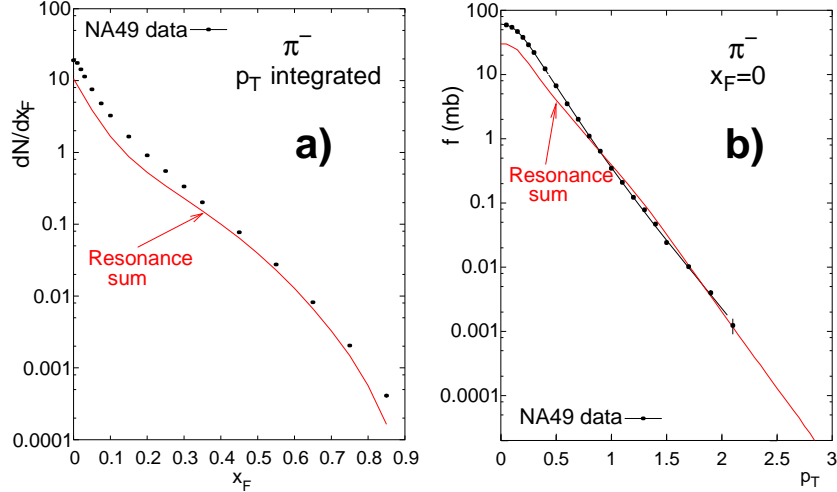 NA49 data
π⁻
p_T integrated
a)
Resonance
sum
dN/dx_F
100
10
1
0.1
0.01
0.001
0.0001
0 0.1 0.2 0.3 0.4 0.5 0.6 0.7 0.8 0.9
x_F
π⁻
x_F=0
b)
Resonance
sum
NA49 data
f (mb)
100
10
1
0.1
0.01
0.001
0.0001
0 0.5 1 1.5 2 2.5 3
p_T